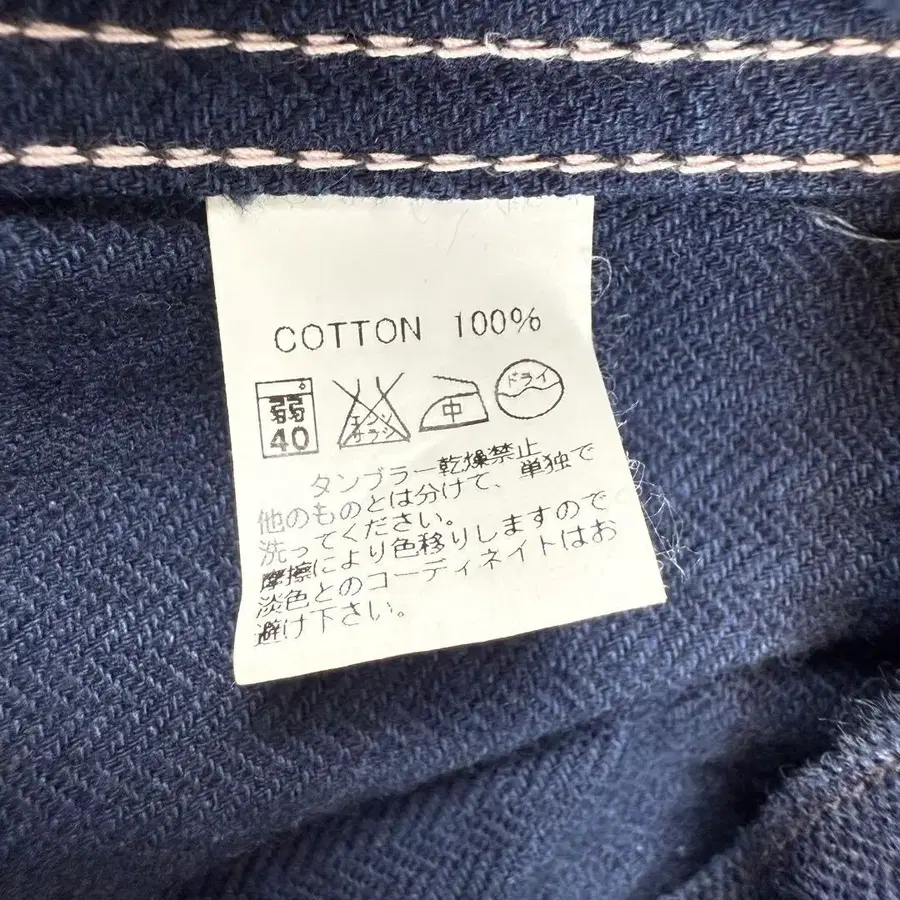 COTTON 100%
弱 40 エンソ サラシ 中 ドライ
タンブラー乾燥禁止
他のものとは分けて、単独で
洗ってください。
摩擦により色移りしますので
淡色とのコーディネイトはお
避け下さい。